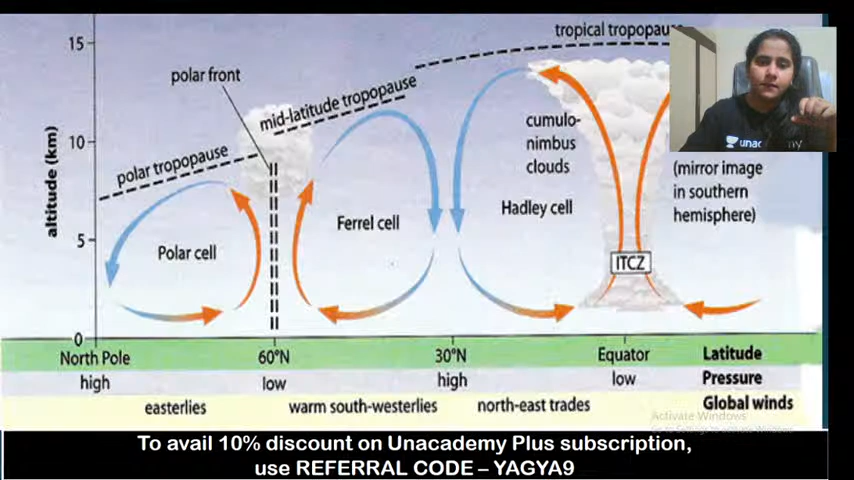 15
tropical tropopause
polar front
mid-latitude tropopause
altitude (km)
10
cumulo-
nimbus
clouds
polar tropopause
(mirror image
in southern
hemisphere)
Polar cell
Ferrel cell
Hadley cell
5
ITCZ
0
North Pole 60°N 30°N Equator Latitude
high low high low Pressure
easterlies warm south-westerlies north-east trades Global winds
Activate Windows
To avail 10% discount on Unacademy Plus subscription,
use REFERRAL CODE – YAGYA9